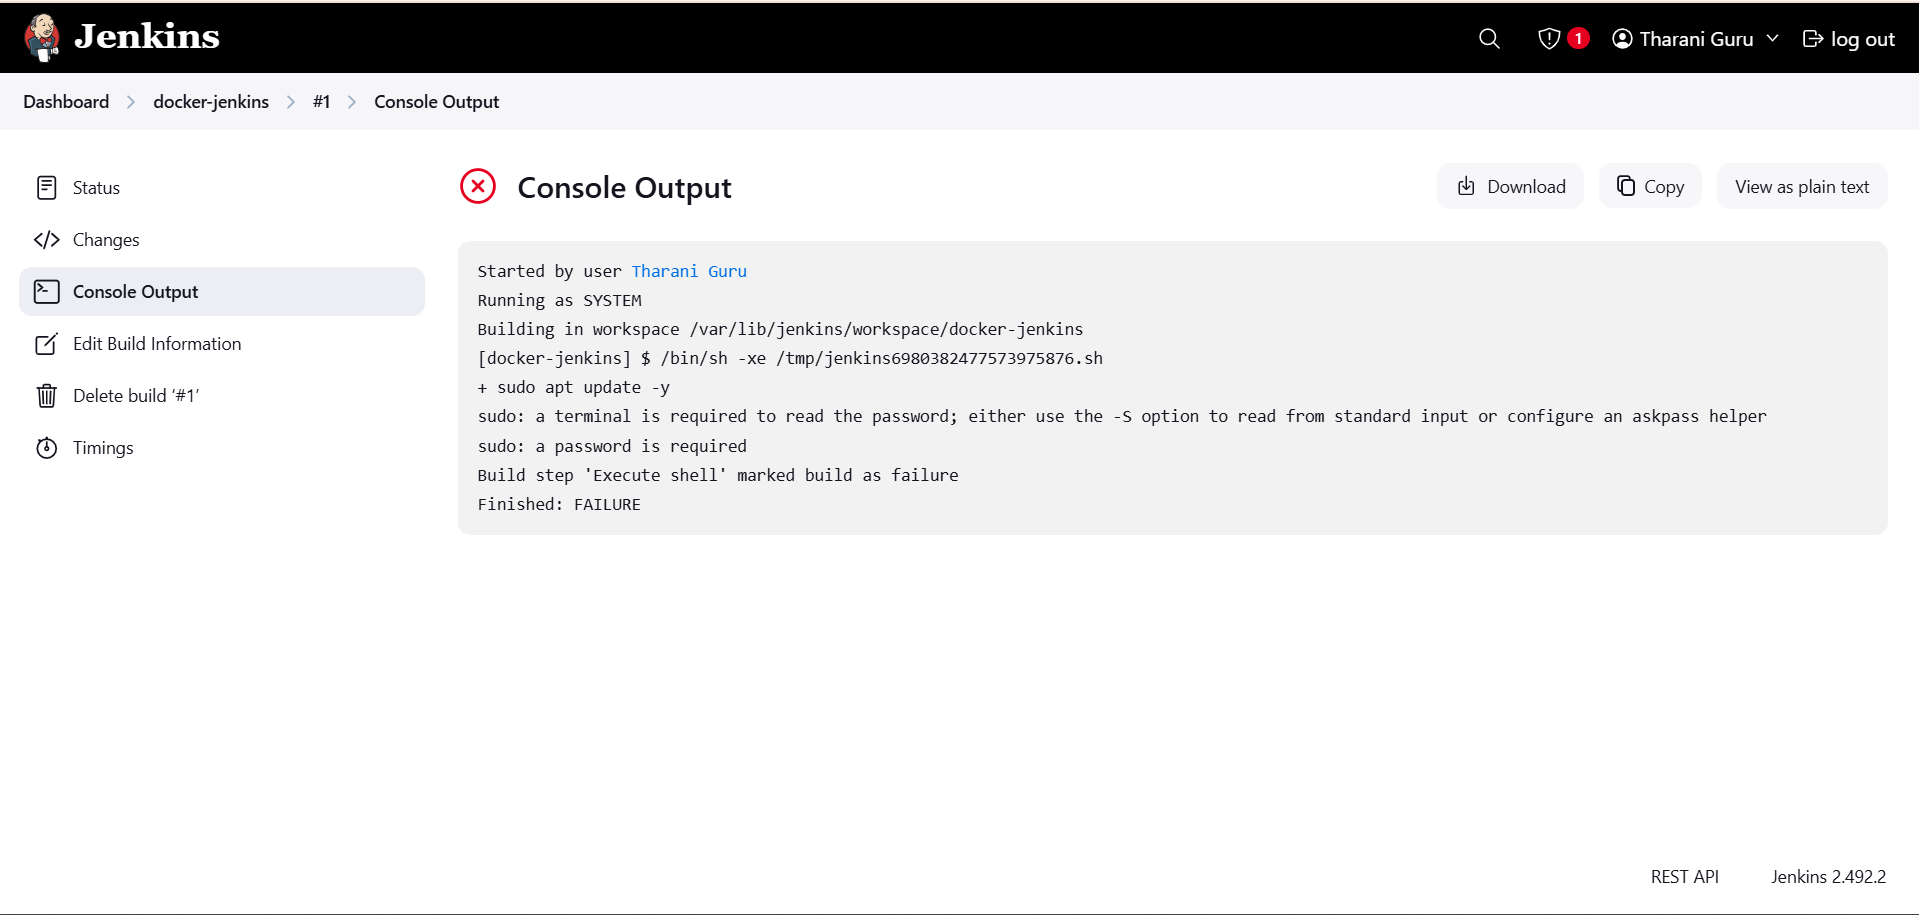 Jenkins
1
Tharani Guru
log out
Dashboard
docker-jenkins
#1
Console Output
Status
Changes
Console Output
Edit Build Information
Delete build ‘#1’
Timings
Console Output
Download
Copy
View as plain text
Started by user Tharani Guru
Running as SYSTEM
Building in workspace /var/lib/jenkins/workspace/docker-jenkins
[docker-jenkins] $ /bin/sh -xe /tmp/jenkins6980382477573975876.sh
+ sudo apt update -y
sudo: a terminal is required to read the password; either use the -S option to read from standard input or configure an askpass helper
sudo: a password is required
Build step 'Execute shell' marked build as failure
Finished: FAILURE
REST API
Jenkins 2.492.2